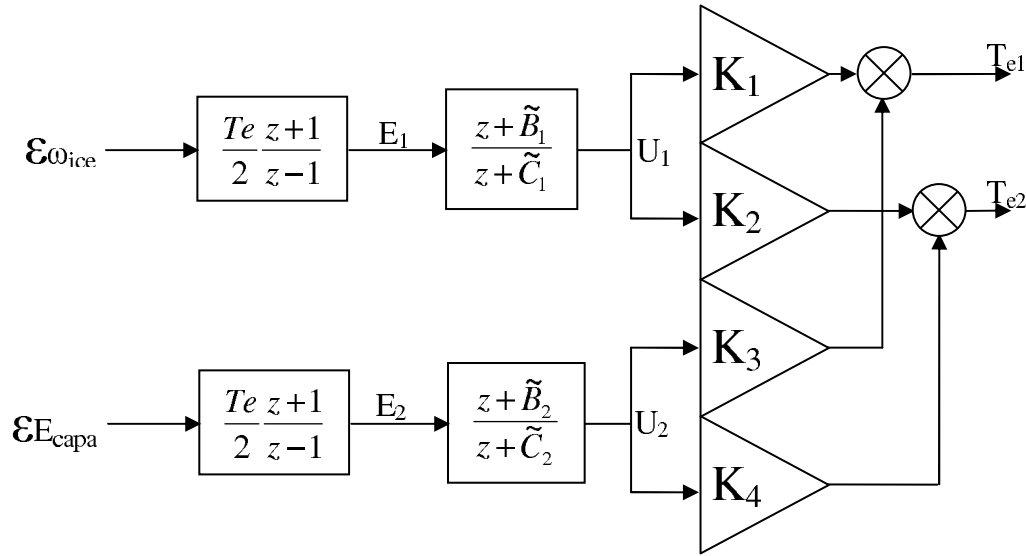 εω_ice
Te/2 z+1/z−1
E₁
z+B̃₁/z+C̃₁
U₁
K₁
K₂
T_e1
T_e2
εE_capa
Te/2 z+1/z−1
E₂
z+B̃₂/z+C̃₂
U₂
K₃
K₄